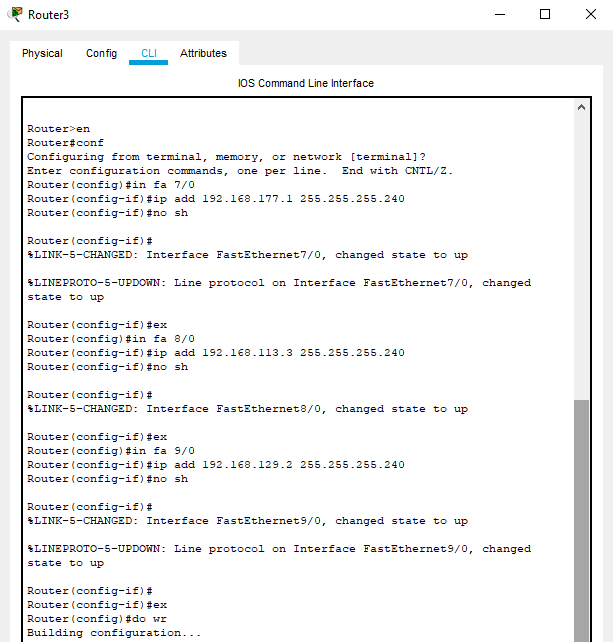 Router3
Physical Config CLI Attributes
IOS Command Line Interface
Router>en
Router#conf
Configuring from terminal, memory, or network [terminal]?
Enter configuration commands, one per line.  End with CNTL/Z.
Router(config)#in fa 7/0
Router(config-if)#ip add 192.168.177.1 255.255.255.240
Router(config-if)#no sh
Router(config-if)#
%LINK-5-CHANGED: Interface FastEthernet7/0, changed state to up
%LINEPROTO-5-UPDOWN: Line protocol on Interface FastEthernet7/0, changed
state to up
Router(config-if)#ex
Router(config)#in fa 8/0
Router(config-if)#ip add 192.168.113.3 255.255.255.240
Router(config-if)#no sh
Router(config-if)#
%LINK-5-CHANGED: Interface FastEthernet8/0, changed state to up
Router(config-if)#ex
Router(config)#in fa 9/0
Router(config-if)#ip add 192.168.129.2 255.255.255.240
Router(config-if)#no sh
Router(config-if)#
%LINK-5-CHANGED: Interface FastEthernet9/0, changed state to up
%LINEPROTO-5-UPDOWN: Line protocol on Interface FastEthernet9/0, changed
state to up
Router(config-if)#
Router(config-if)#ex
Router(config)#do wr
Building configuration...